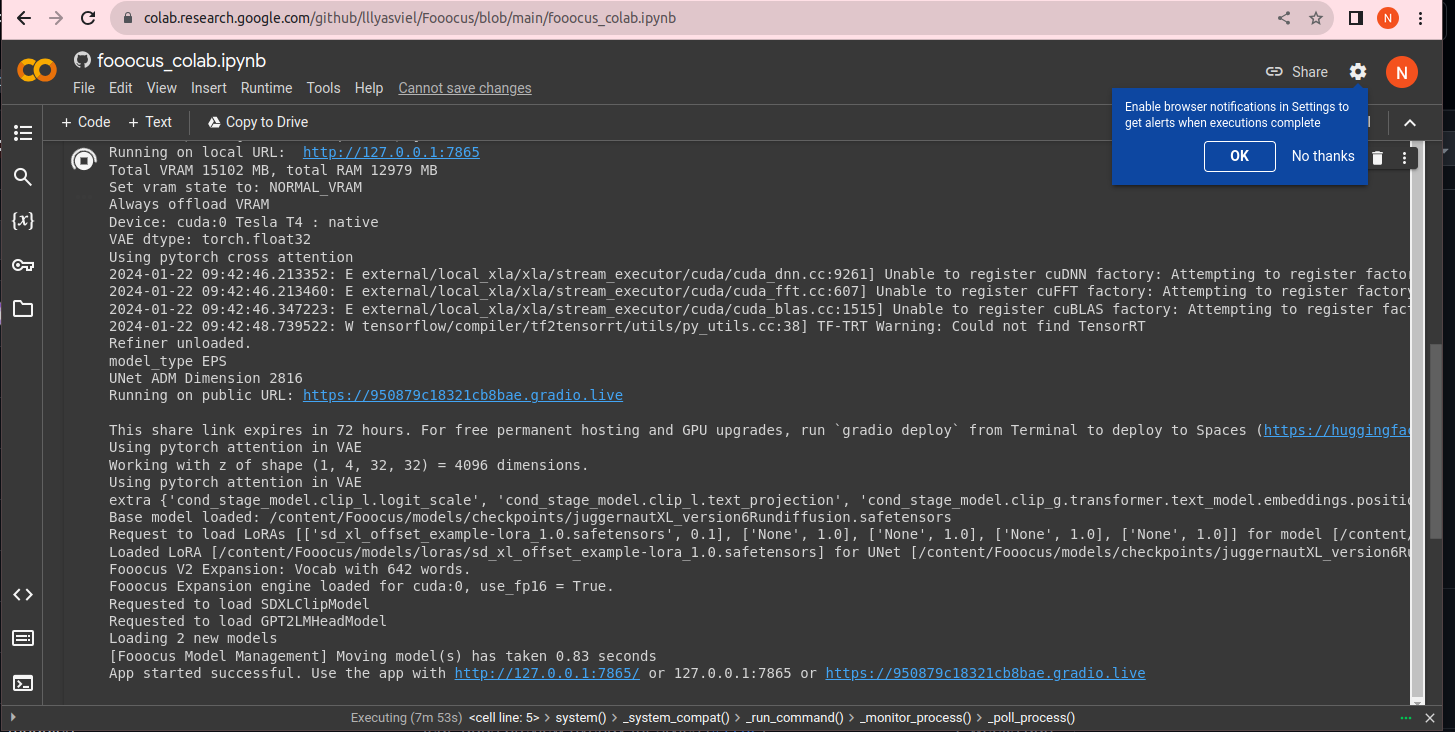 colab.research.google.com/github/lllyasviel/Fooocus/blob/main/fooocus_colab.ipynb
N
CO
fooocus_colab.ipynb
Share
N
File Edit View Insert Runtime Tools Help Cannot save changes
Enable browser notifications in Settings to
get alerts when executions complete
OK No thanks
+ Code + Text Copy to Drive
{x}
Running on local URL: http://127.0.0.1:7865
Total VRAM 15102 MB, total RAM 12979 MB
Set vram state to: NORMAL_VRAM
Always offload VRAM
Device: cuda:0 Tesla T4 : native
VAE dtype: torch.float32
Using pytorch cross attention
2024-01-22 09:42:46.213352: E external/local_xla/xla/stream_executor/cuda/cuda_dnn.cc:9261] Unable to register cuDNN factory: Attempting to register factor
2024-01-22 09:42:46.213460: E external/local_xla/xla/stream_executor/cuda/cuda_fft.cc:607] Unable to register cuFFT factory: Attempting to register factory
2024-01-22 09:42:46.347223: E external/local_xla/xla/stream_executor/cuda/cuda_blas.cc:1515] Unable to register cuBLAS factory: Attempting to register fact
2024-01-22 09:42:48.739522: W tensorflow/compiler/tf2tensorrt/utils/py_utils.cc:38] TF-TRT Warning: Could not find TensorRT
Refiner unloaded.
model_type EPS
UNet ADM Dimension 2816
Running on public URL: https://950879c18321cb8bae.gradio.live
This share link expires in 72 hours. For free permanent hosting and GPU upgrades, run `gradio deploy` from Terminal to deploy to Spaces (https://huggingfac
Using pytorch attention in VAE
Working with z of shape (1, 4, 32, 32) = 4096 dimensions.
Using pytorch attention in VAE
extra {'cond_stage_model.clip_l.logit_scale', 'cond_stage_model.clip_l.text_projection', 'cond_stage_model.clip_g.transformer.text_model.embeddings.positio
Base model loaded: /content/Fooocus/models/checkpoints/juggernautXL_version6Rundiffusion.safetensors
Request to load LoRAs [['sd_xl_offset_example-lora_1.0.safetensors', 0.1], ['None', 1.0], ['None', 1.0], ['None', 1.0], ['None', 1.0]] for model [/content/
Loaded LoRA [/content/Fooocus/models/loras/sd_xl_offset_example-lora_1.0.safetensors] for UNet [/content/Fooocus/models/checkpoints/juggernautXL_version6Ru
Fooocus V2 Expansion: Vocab with 642 words.
Fooocus Expansion engine loaded for cuda:0, use_fp16 = True.
Requested to load SDXLClipModel
Requested to load GPT2LMHeadModel
Loading 2 new models
[Fooocus Model Management] Moving model(s) has taken 0.83 seconds
App started successful. Use the app with http://127.0.0.1:7865/ or 127.0.0.1:7865 or https://950879c18321cb8bae.gradio.live
Executing (7m 53s) <cell line: 5> > system() > _system_compat() > _run_command() > _monitor_process() > _poll_process()